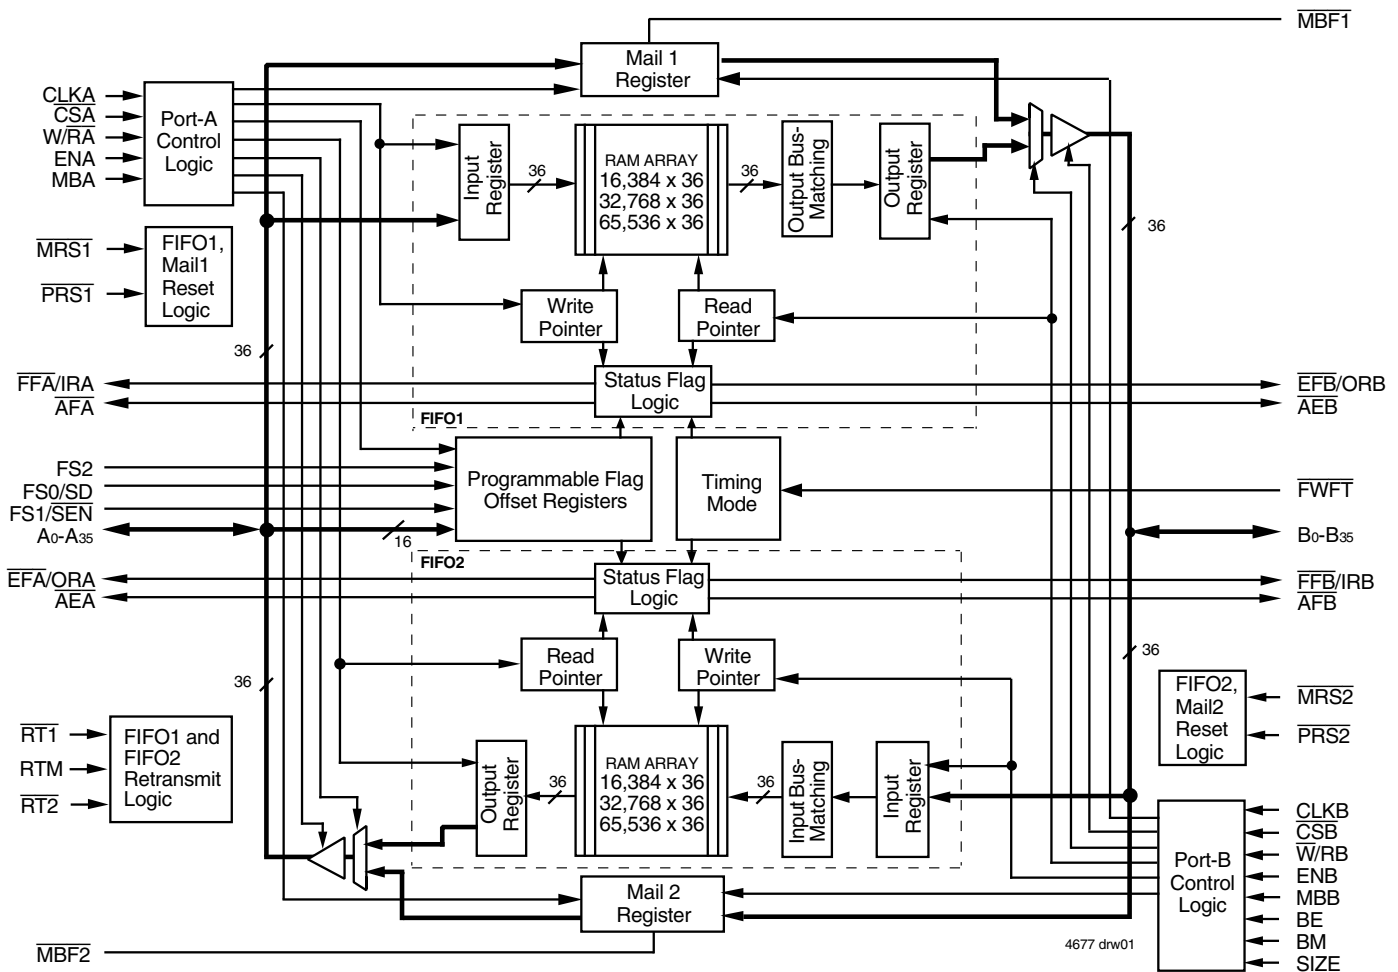 MBF1
Mail 1
Register
CLKA
CSA
W/RA
ENA
MBA
Port-A
Control
Logic
Input
Register
36
RAM ARRAY
16,384 x 36
32,768 x 36
65,536 x 36
36
Output Bus-
Matching
Output
Register
36
MRS1
PRS1
FIFO1,
Mail1
Reset
Logic
Write
Pointer
Read
Pointer
36
FFA/IRA
AFA
Status Flag
Logic
EFB/ORB
AEB
FIFO1
FS2
FS0/SD
FS1/SEN
A0-A35
16
Programmable Flag
Offset Registers
Timing
Mode
FWFT
B0-B35
FIFO2
EFA/ORA
AEA
Status Flag
Logic
FFB/IRB
AFB
36
Read
Pointer
Write
Pointer
36
FIFO2,
Mail2
Reset
Logic
MRS2
PRS2
RT1
RTM
RT2
FIFO1 and
FIFO2
Retransmit
Logic
Output
Register
36
RAM ARRAY
16,384 x 36
32,768 x 36
65,536 x 36
36
Input Bus-
Matching
Input
Register
Port-B
Control
Logic
CLKB
CSB
W/RB
ENB
MBB
BE
BM
SIZE
Mail 2
Register
MBF2
4677 drw01